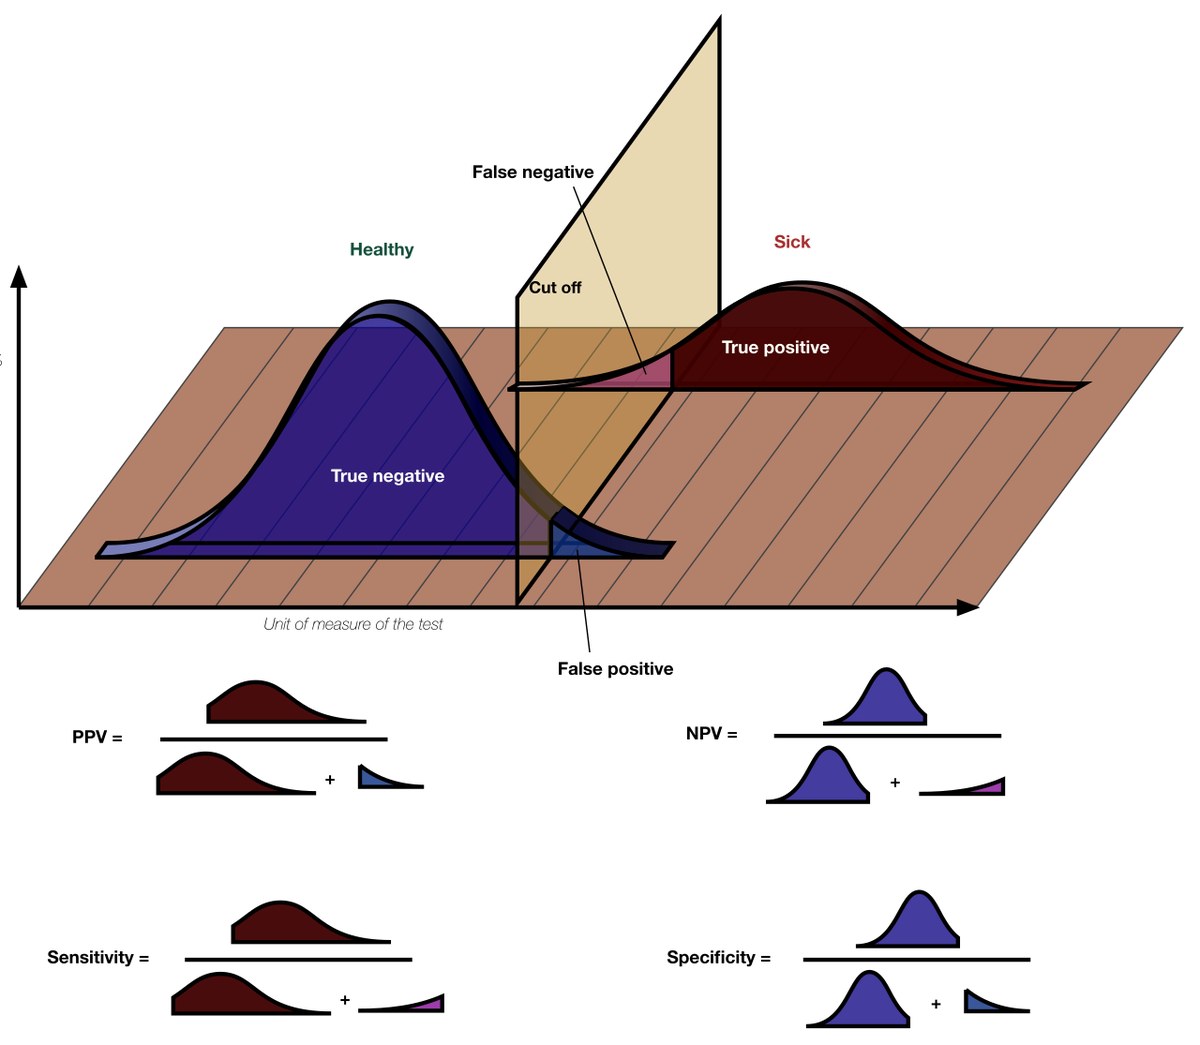 False negative
Sick
Healthy
Cut off
True positive
True negative
Unit of measure of the test
False positive
PPV =
+
NPV =
+
Sensitivity =
+
Specificity =
+